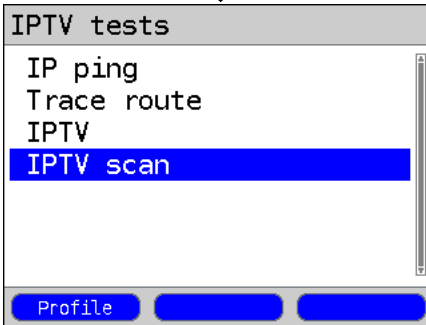 IPTV tests
IP ping
Trace route
IPTV
IPTV scan
Profile